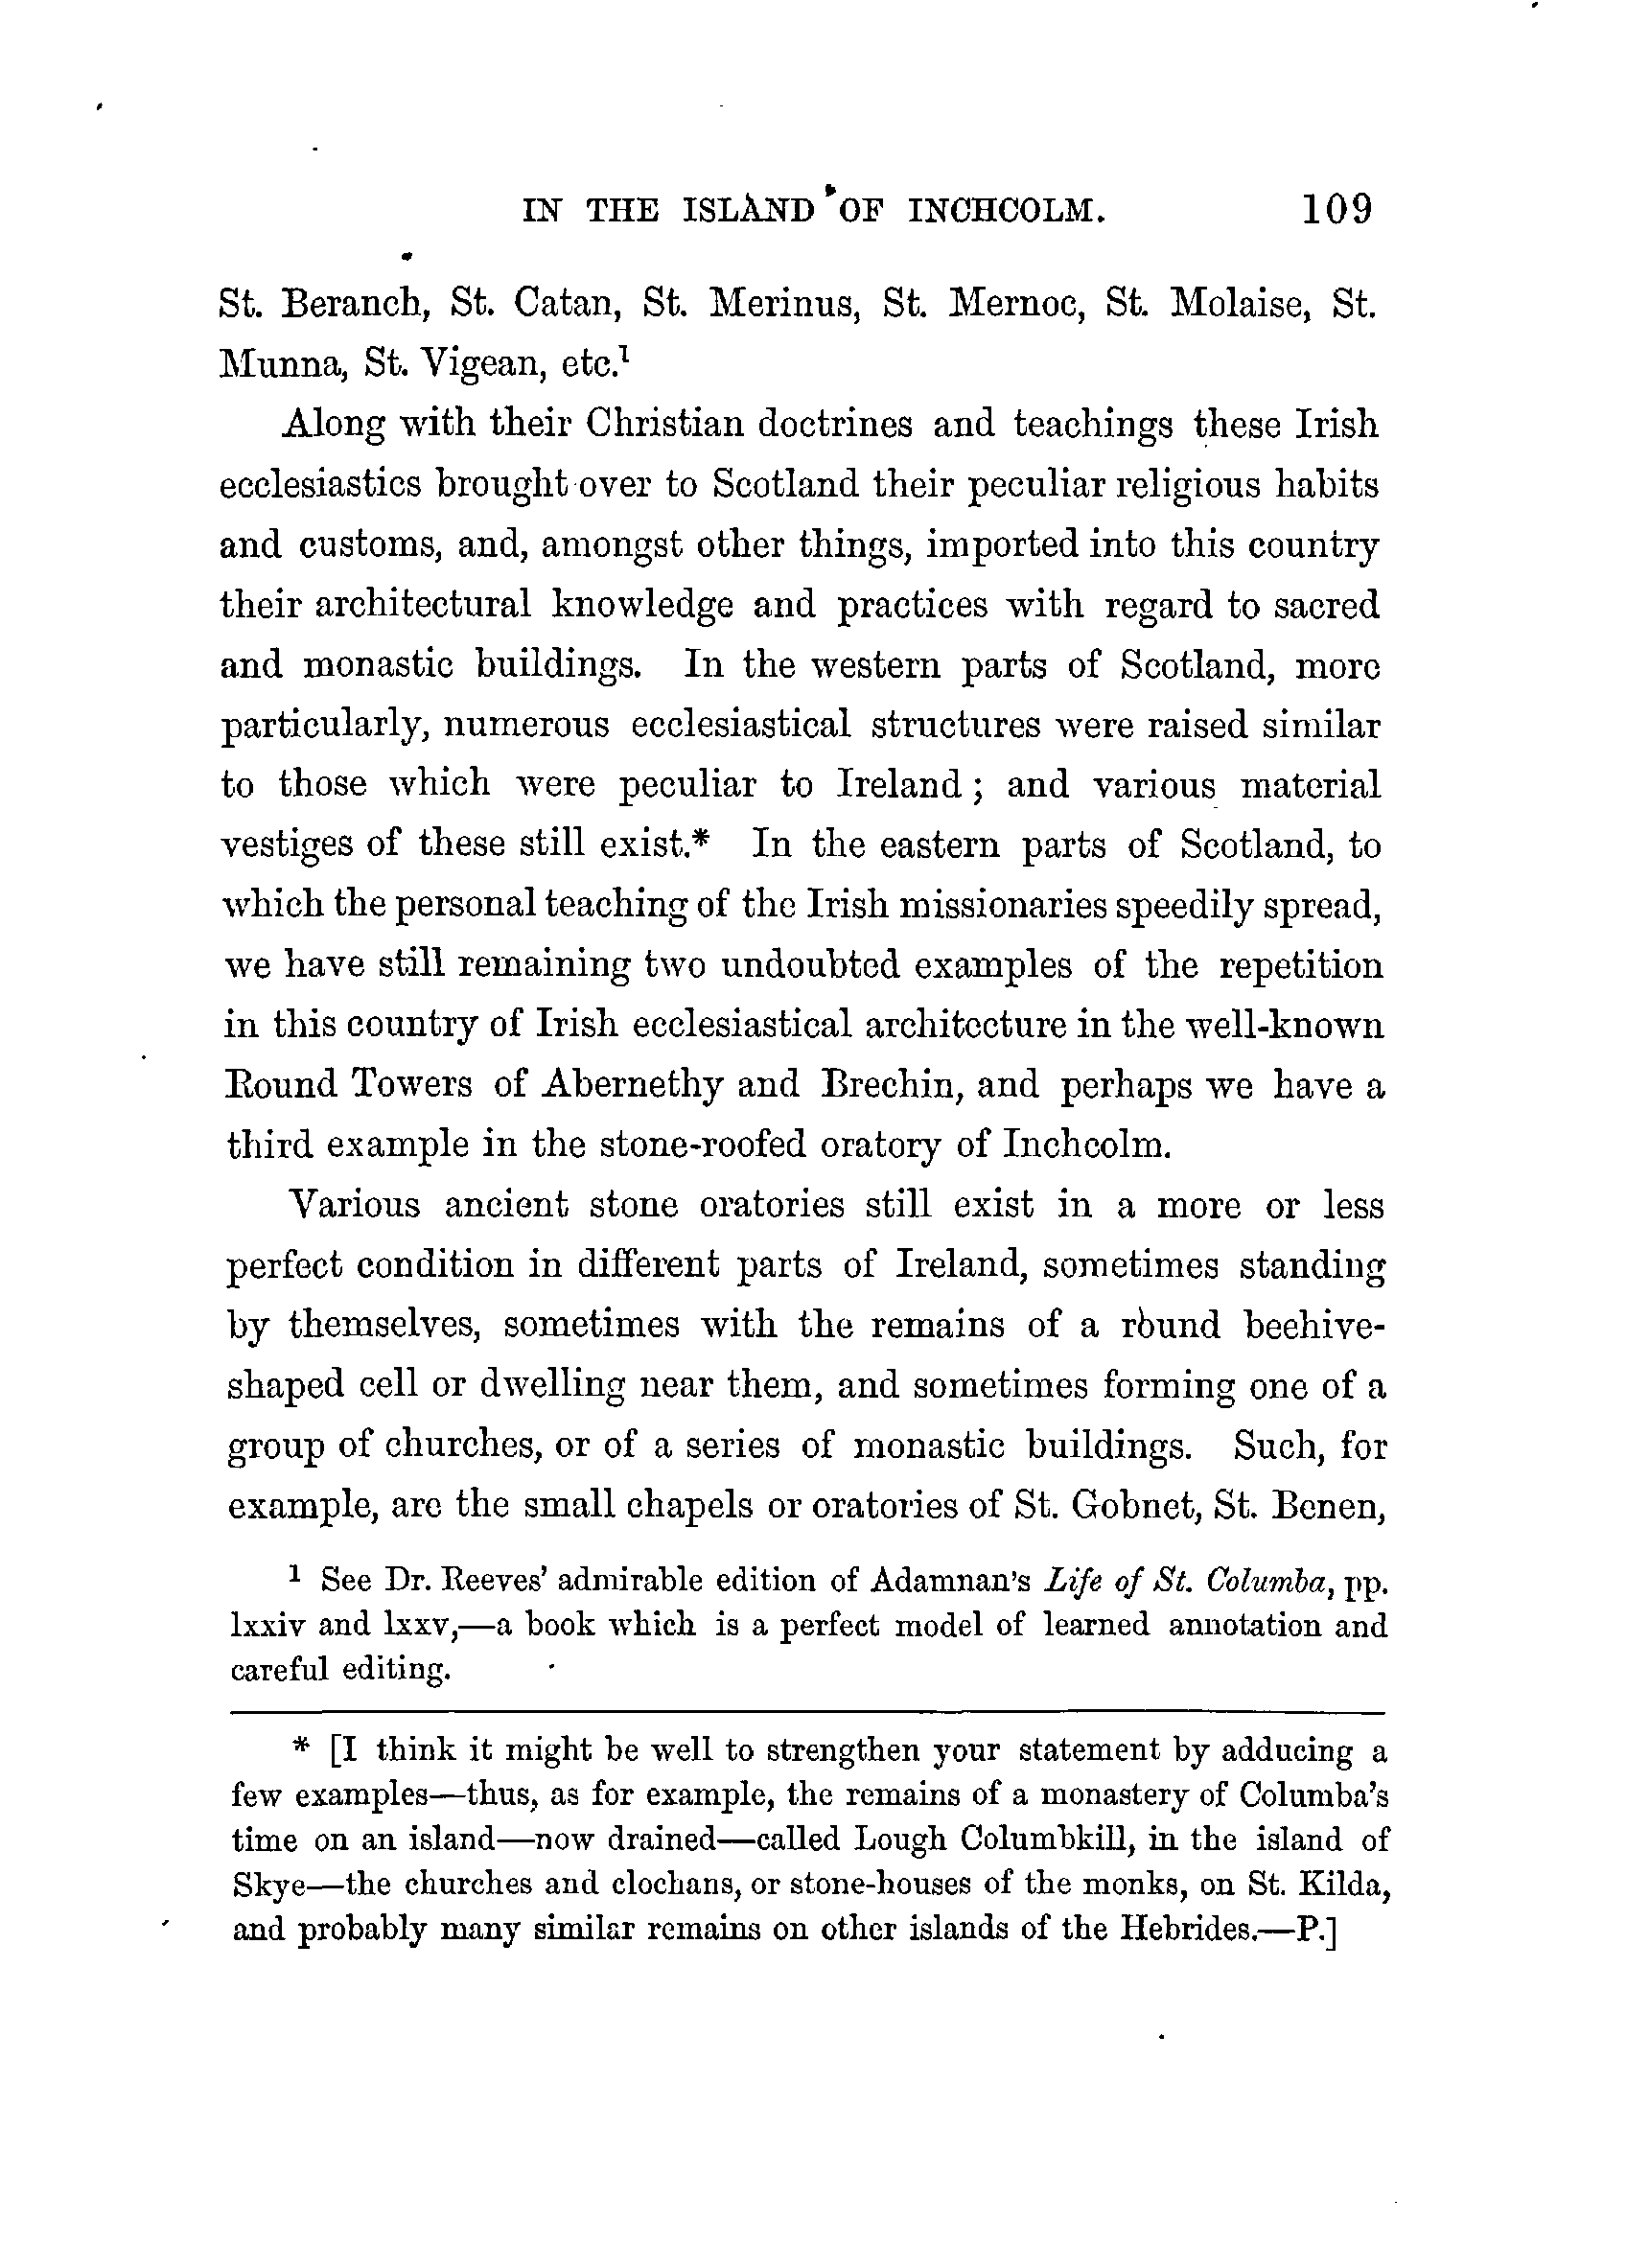 IN THE ISLAND OF INCHCOLM. 109
St. Beranch, St. Catan, St. Merinus, St. Mernoc, St. Molaise, St.
Munna, St. Vigean, etc.¹
Along with their Christian doctrines and teachings these Irish
ecclesiastics brought over to Scotland their peculiar religious habits
and customs, and, amongst other things, imported into this country
their architectural knowledge and practices with regard to sacred
and monastic buildings. In the western parts of Scotland, more
particularly, numerous ecclesiastical structures were raised similar
to those which were peculiar to Ireland; and various material
vestiges of these still exist.* In the eastern parts of Scotland, to
which the personal teaching of the Irish missionaries speedily spread,
we have still remaining two undoubted examples of the repetition
in this country of Irish ecclesiastical architecture in the well-known
Round Towers of Abernethy and Brechin, and perhaps we have a
third example in the stone-roofed oratory of Inchcolm.
Various ancient stone oratories still exist in a more or less
perfect condition in different parts of Ireland, sometimes standing
by themselves, sometimes with the remains of a round beehive-
shaped cell or dwelling near them, and sometimes forming one of a
group of churches, or of a series of monastic buildings. Such, for
example, are the small chapels or oratories of St. Gobnet, St. Benen,
¹ See Dr. Reeves' admirable edition of Adamnan's Life of St. Columba, pp.
lxxiv and lxxv,—a book which is a perfect model of learned annotation and
careful editing.
* [I think it might be well to strengthen your statement by adducing a
few examples—thus, as for example, the remains of a monastery of Columba's
time on an island—now drained—called Lough Columbkill, in the island of
Skye—the churches and clochans, or stone-houses of the monks, on St. Kilda,
and probably many similar remains on other islands of the Hebrides.—P.]